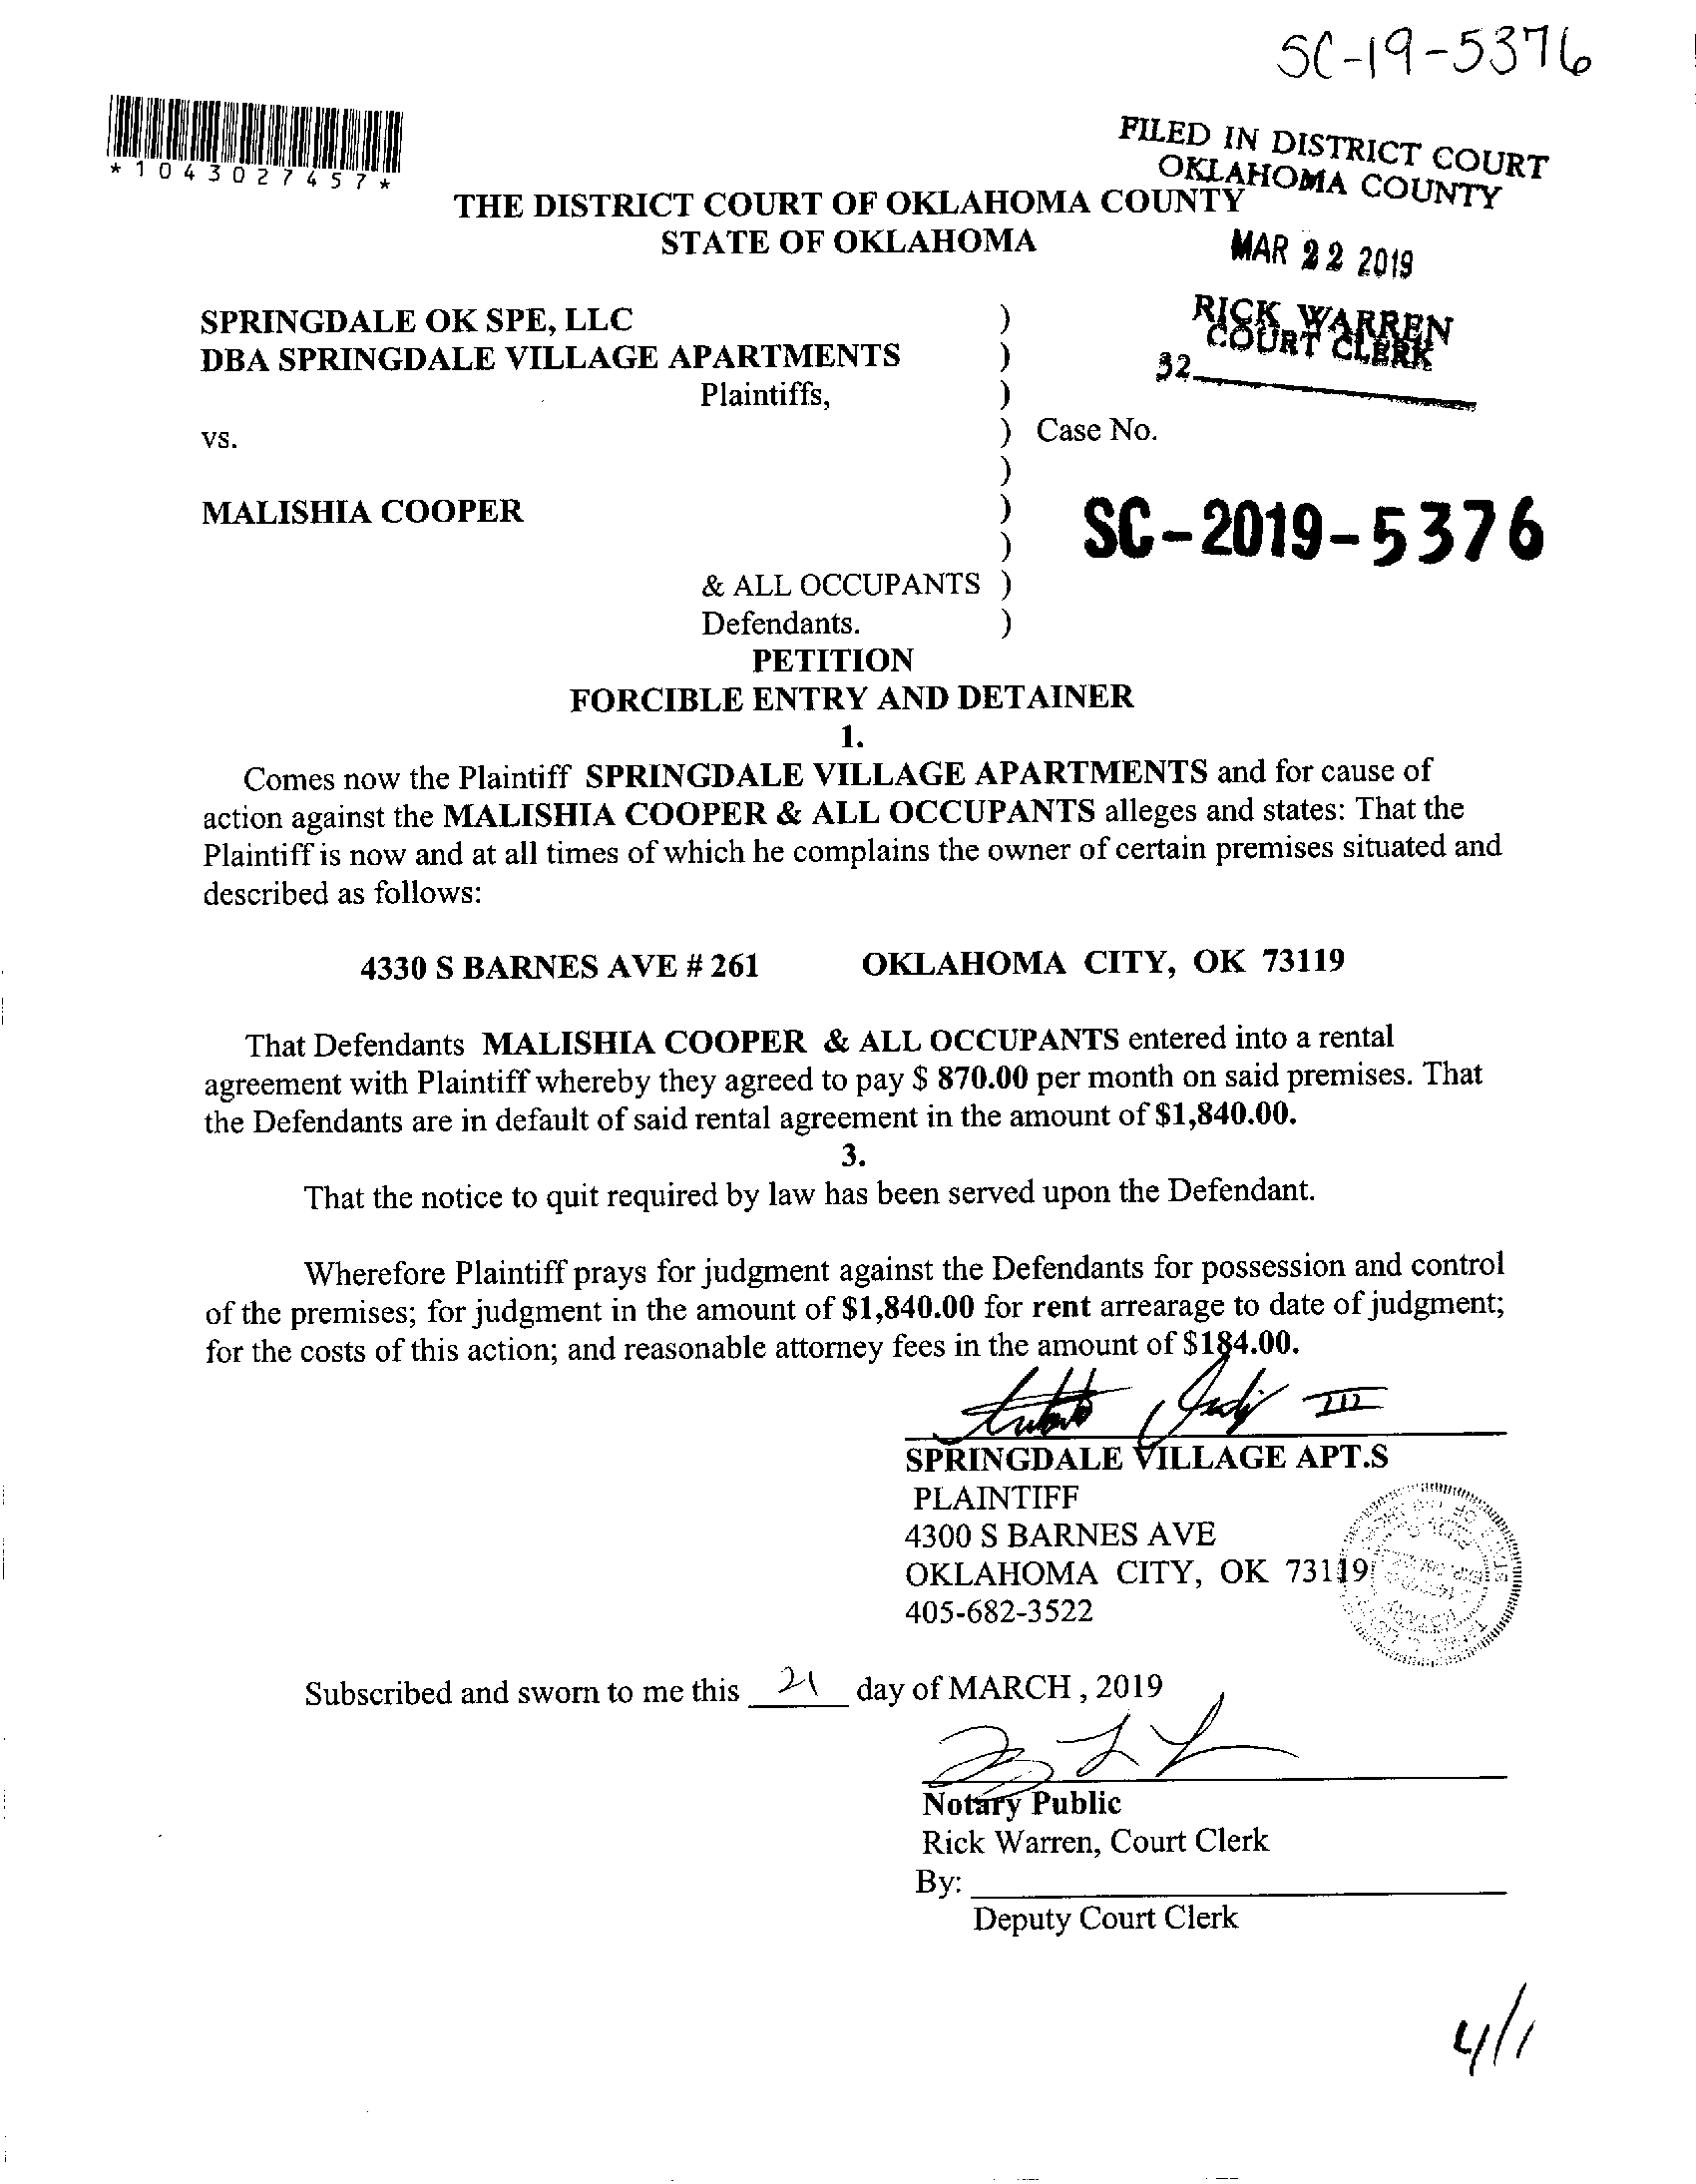 SC-19-5376
*1043027457*
FILED IN DISTRICT COURT
OKLAHOMA COUNTY
THE DISTRICT COURT OF OKLAHOMA COUNTY
STATE OF OKLAHOMA
MAR 22 2019
RICK WARREN
COURT CLERK
32
SPRINGDALE OK SPE, LLC )
DBA SPRINGDALE VILLAGE APARTMENTS )
Plaintiffs, )
vs. ) Case No.
)
MALISHIA COOPER )
) SC-2019-5376
& ALL OCCUPANTS )
Defendants. )
PETITION
FORCIBLE ENTRY AND DETAINER
1.
Comes now the Plaintiff SPRINGDALE VILLAGE APARTMENTS and for cause of
action against the MALISHIA COOPER & ALL OCCUPANTS alleges and states: That the
Plaintiff is now and at all times of which he complains the owner of certain premises situated and
described as follows:
4330 S BARNES AVE # 261 OKLAHOMA CITY, OK 73119
That Defendants MALISHIA COOPER & ALL OCCUPANTS entered into a rental
agreement with Plaintiff whereby they agreed to pay $ 870.00 per month on said premises. That
the Defendants are in default of said rental agreement in the amount of $1,840.00.
3.
That the notice to quit required by law has been served upon the Defendant.
Wherefore Plaintiff prays for judgment against the Defendants for possession and control
of the premises; for judgment in the amount of $1,840.00 for rent arrearage to date of judgment;
for the costs of this action; and reasonable attorney fees in the amount of $184.00.
III
SPRINGDALE VILLAGE APT.S
PLAINTIFF
4300 S BARNES AVE
OKLAHOMA CITY, OK 73119
405-682-3522
Subscribed and sworn to me this 21 day of MARCH , 2019
Notary Public
Rick Warren, Court Clerk
By:
Deputy Court Clerk
4/1